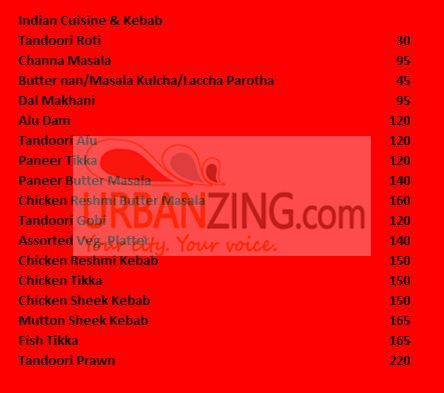 Indian Cuisine & Kebab
Tandoori Roti 30
Channa Masala 95
Butter nan/Masala Kulcha/Laccha Parotha 45
Dal Makhani 95
Alu Dam 120
Tandoori Alu 120
Paneer Tikka 120
Paneer Butter Masala 140
Chicken Reshmi Butter Masala 160
URBANZING.com
Tandoori Gobi 120
Assorted Veg. Platter 140
Your city. Your voice.
Chicken Reshmi Kebab 150
Chicken Tikka 150
Chicken Sheek Kebab 150
Mutton Sheek Kebab 165
Fish Tikka 165
Tandoori Prawn 220